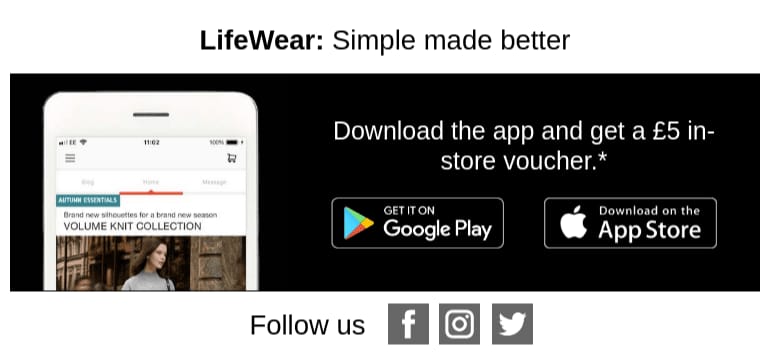 LifeWear: Simple made better
Download the app and get a £5 in-
store voucher.*
EE
11:02
100%
Blog Home Message
AUTUMN ESSENTIALS
Brand new silhouettes for a brand new season
VOLUME KNIT COLLECTION
GET IT ON
Google Play
Download on the
App Store
Follow us